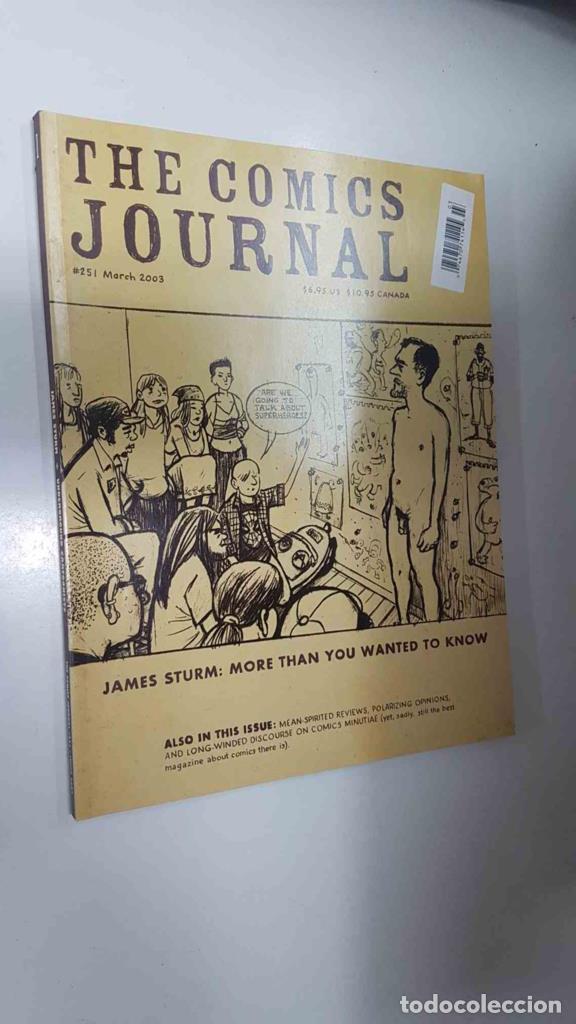 THE COMICS
JOURNAL
#251 March 2003
$6.95 US $10.95 CANADA
ARE WE
GOING TO
TALK ABOUT
SUPERHEROES?
JAMES STURM: MORE THAN YOU WANTED TO KNOW
ALSO IN THIS ISSUE: MEAN-SPIRITED REVIEWS, POLARIZING OPINIONS,
AND LONG-WINDED DISCOURSE ON COMICS MINUTIAE (yet, sadly, still the best
magazine about comics there is).
todocoleccion
todocoleccion.net